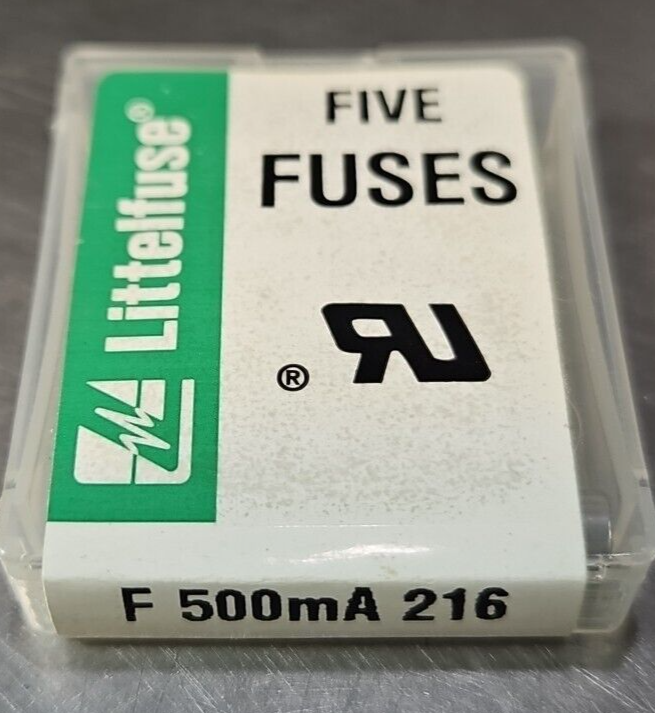 Littelfuse®
FIVE
FUSES
®
F 500mA 216